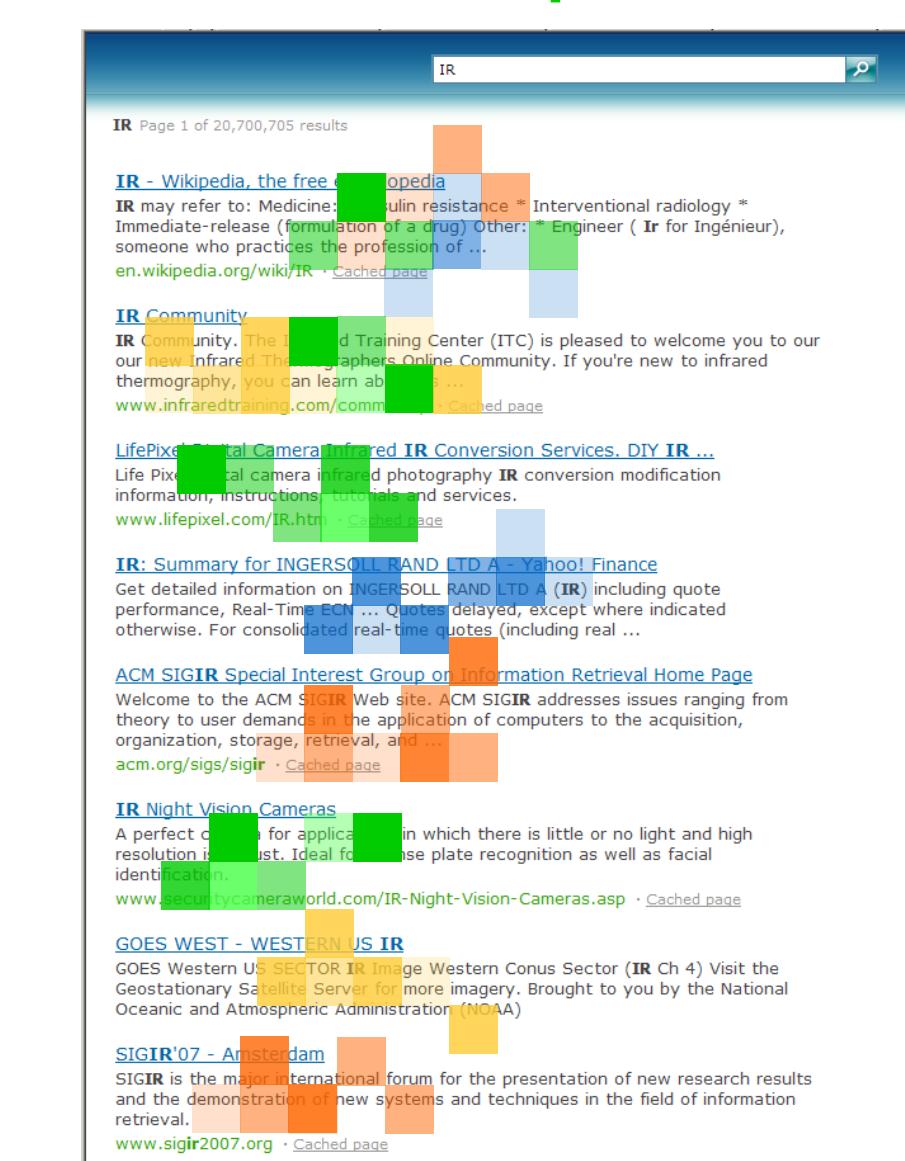 IR
IR Page 1 of 20,700,705 results
IR - Wikipedia, the free opedia
IR may refer to: Medicine: sulin resistance * Interventional radiology *
Immediate-release (formulation of a drug) Other: * Engineer ( Ir for Ingénieur),
someone who practices the profession of ...
en.wikipedia.org/wiki/IR · Cached page
IR Community
IR Community. The I d Training Center (ITC) is pleased to welcome you to our
our new Infrared Thermographers Online Community. If you're new to infrared
thermography, you can learn ab s ...
www.infraredtraining.com/comm · Cached page
LifePixel Digital Camera Infrared IR Conversion Services. DIY IR ...
Life Pix tal camera infrared photography IR conversion modification
information, instructions, tutorials and services.
www.lifepixel.com/IR.htm · Cached page
IR: Summary for INGERSOLL RAND LTD A - Yahoo! Finance
Get detailed information on INGERSOLL RAND LTD A (IR) including quote
performance, Real-Time ECN ... Quotes delayed, except where indicated
otherwise. For consolidated real-time quotes (including real ...
ACM SIGIR Special Interest Group on Information Retrieval Home Page
Welcome to the ACM SIGIR Web site. ACM SIGIR addresses issues ranging from
theory to user demands in the application of computers to the acquisition,
organization, storage, retrieval, and ...
acm.org/sigs/sigir · Cached page
IR Night Vision Cameras
A perfect c a for applica in which there is little or no light and high
resolution is ust. Ideal fo nse plate recognition as well as facial
identification.
www.securitycameraworld.com/IR-Night-Vision-Cameras.asp · Cached page
GOES WEST - WESTERN US IR
GOES Western US SECTOR IR Image Western Conus Sector (IR Ch 4) Visit the
Geostationary Satellite Server for more imagery. Brought to you by the National
Oceanic and Atmospheric Administration (NOAA)
SIGIR'07 - Amsterdam
SIGIR is the major international forum for the presentation of new research results
and the demonstration of new systems and techniques in the field of information
retrieval.
www.sigir2007.org · Cached page